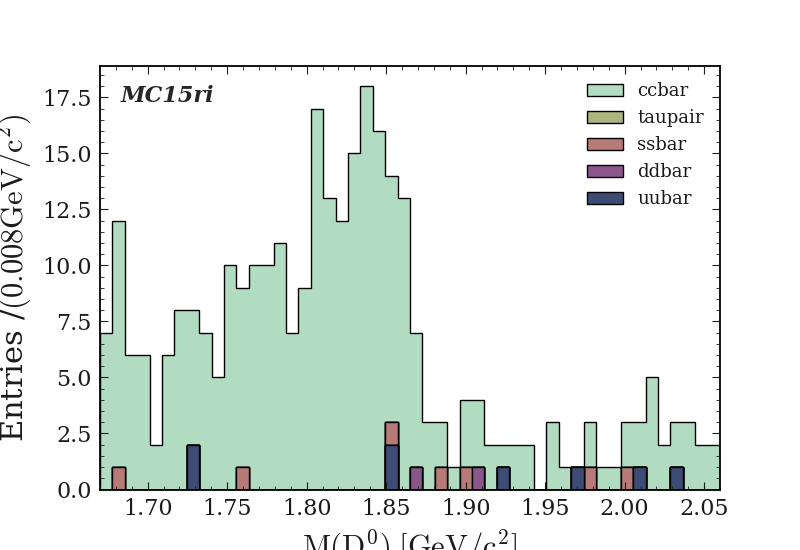 MC15ri
ccbar
taupair
ssbar
ddbar
uubar
Entries /(0.008GeV/c²)
17.5
15.0
12.5
10.0
7.5
5.0
2.5
0.0
1.70 1.75 1.80 1.85 1.90 1.95 2.00 2.05
M(D⁰) [GeV/c²]